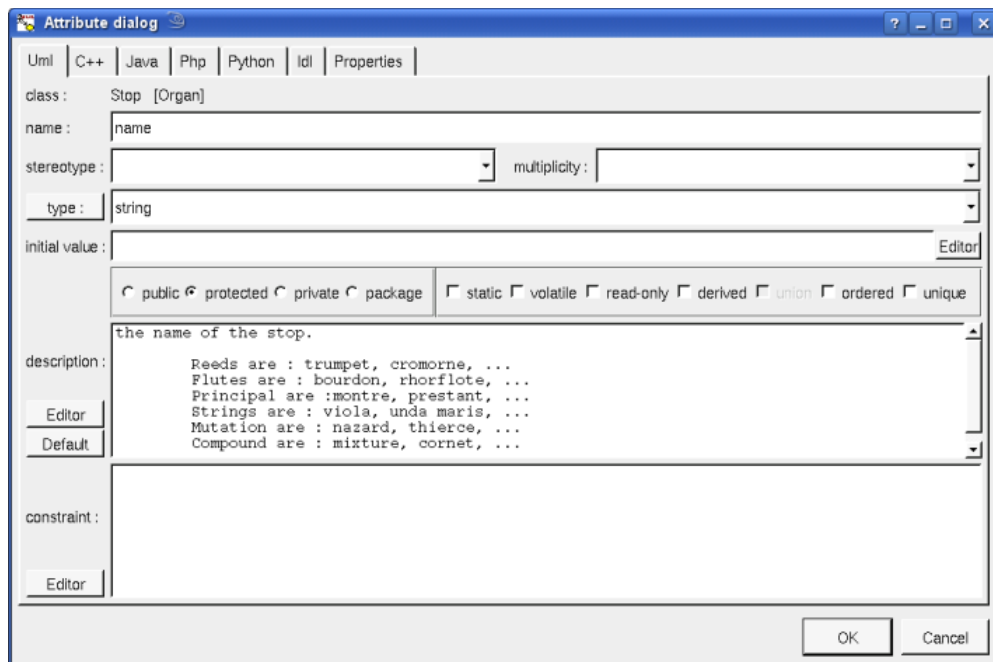 Attribute dialog
Uml C++ Java Php Python Idl Properties
class : Stop [Organ]
name : name
stereotype : multiplicity :
type : string
initial value : Editor
public protected private package static volatile read-only derived union ordered unique
the name of the stop.
description :
Reeds are : trumpet, cromorne, ...
Flutes are : bourdon, rhorflote, ...
Principal are :montre, prestant, ...
Strings are : viola, unda maris, ...
Mutation are : nazard, thierce, ...
Compound are : mixture, cornet, ...
Editor
Default
constraint :
Editor
OK Cancel